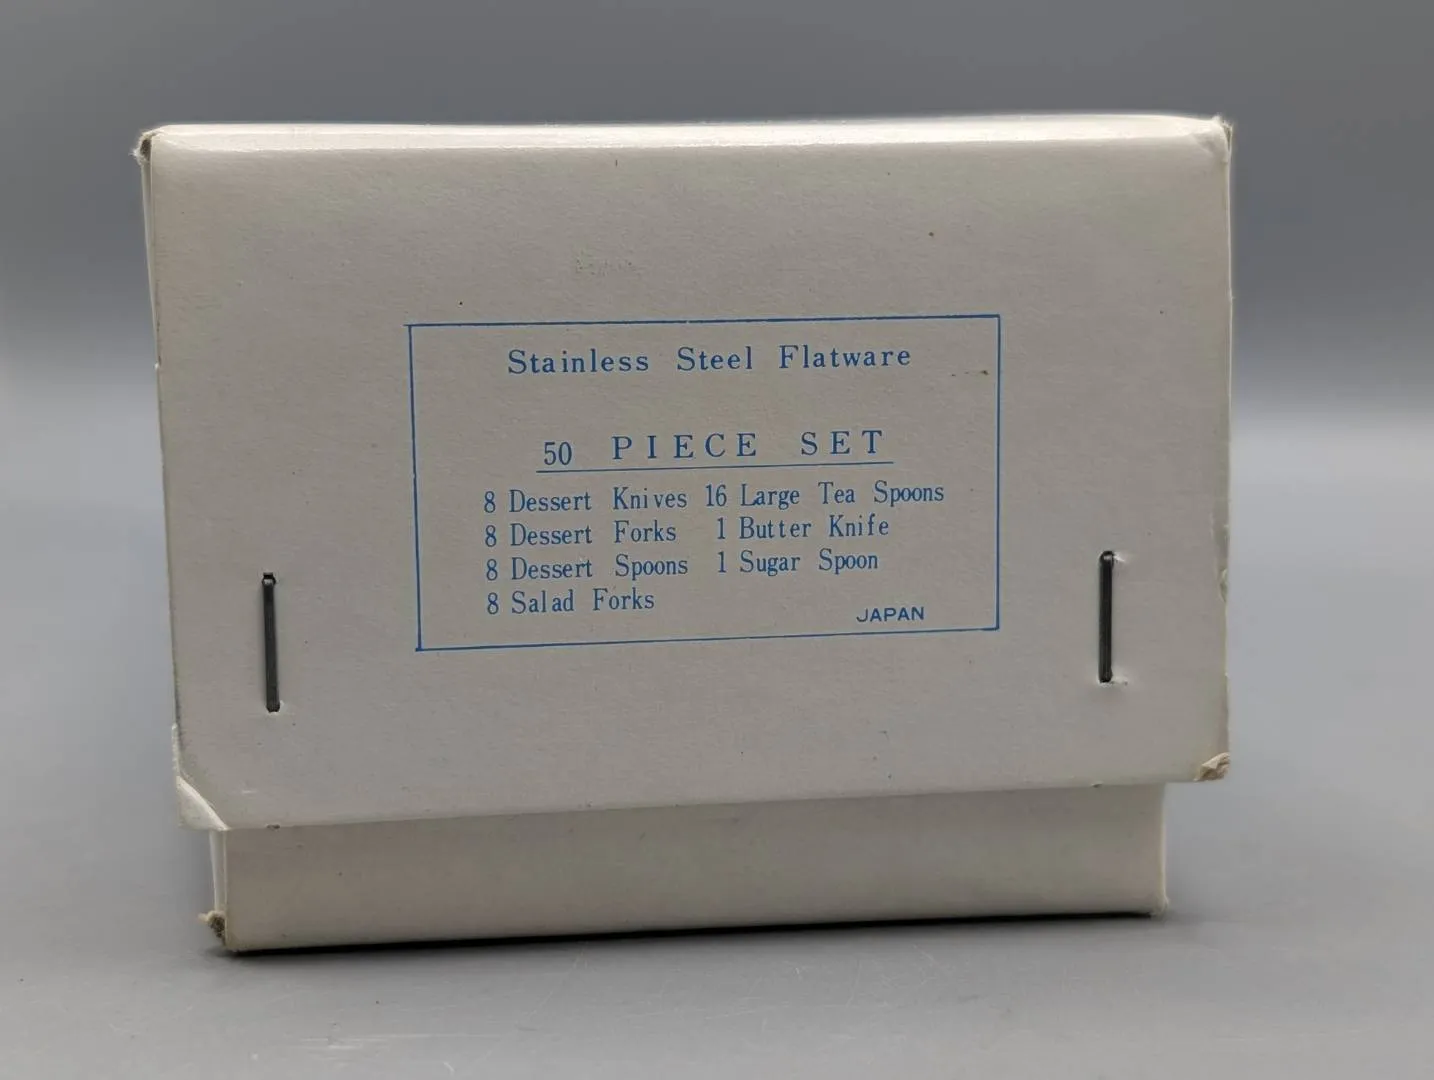 Stainless Steel Flatware
50 PIECE SET
8 Dessert Knives 16 Large Tea Spoons
8 Dessert Forks 1 Butter Knife
8 Dessert Spoons 1 Sugar Spoon
8 Salad Forks
JAPAN